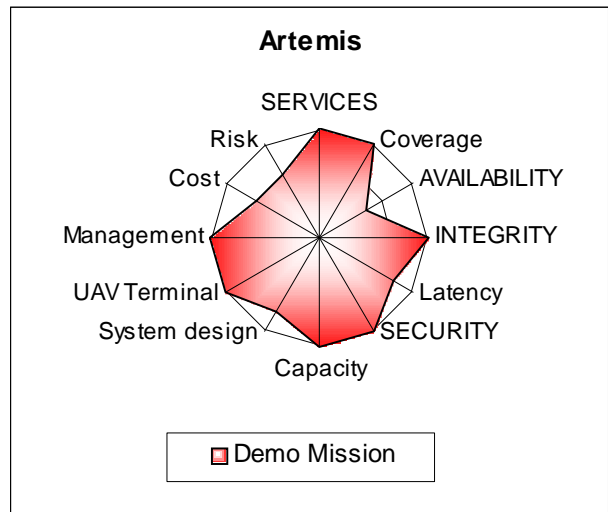 Artemis
SERVICES
Risk
Coverage
Cost
AVAILABILITY
Management
INTEGRITY
UAV Terminal
Latency
System design
SECURITY
Capacity
Demo Mission